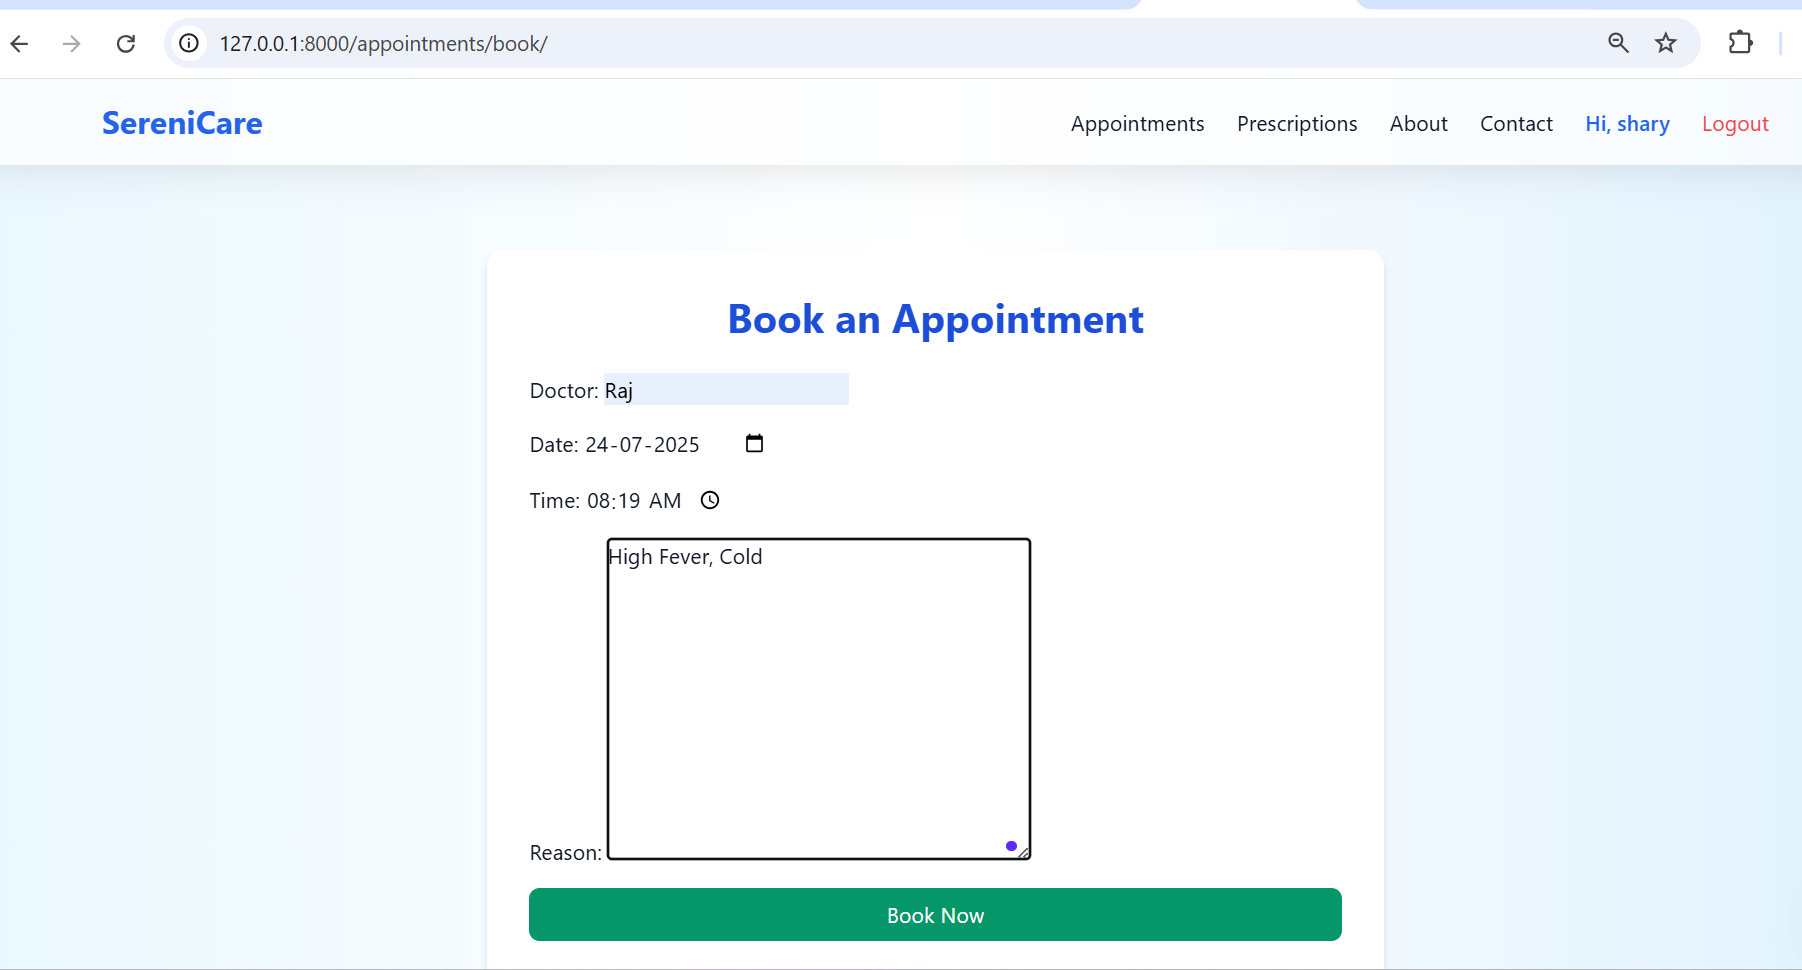 127.0.0.1:8000/appointments/book/
SereniCare
Appointments Prescriptions About Contact Hi, shary Logout
Book an Appointment
Doctor: Raj
Date: 24-07-2025
Time: 08:19 AM
High Fever, Cold
Reason:
Book Now